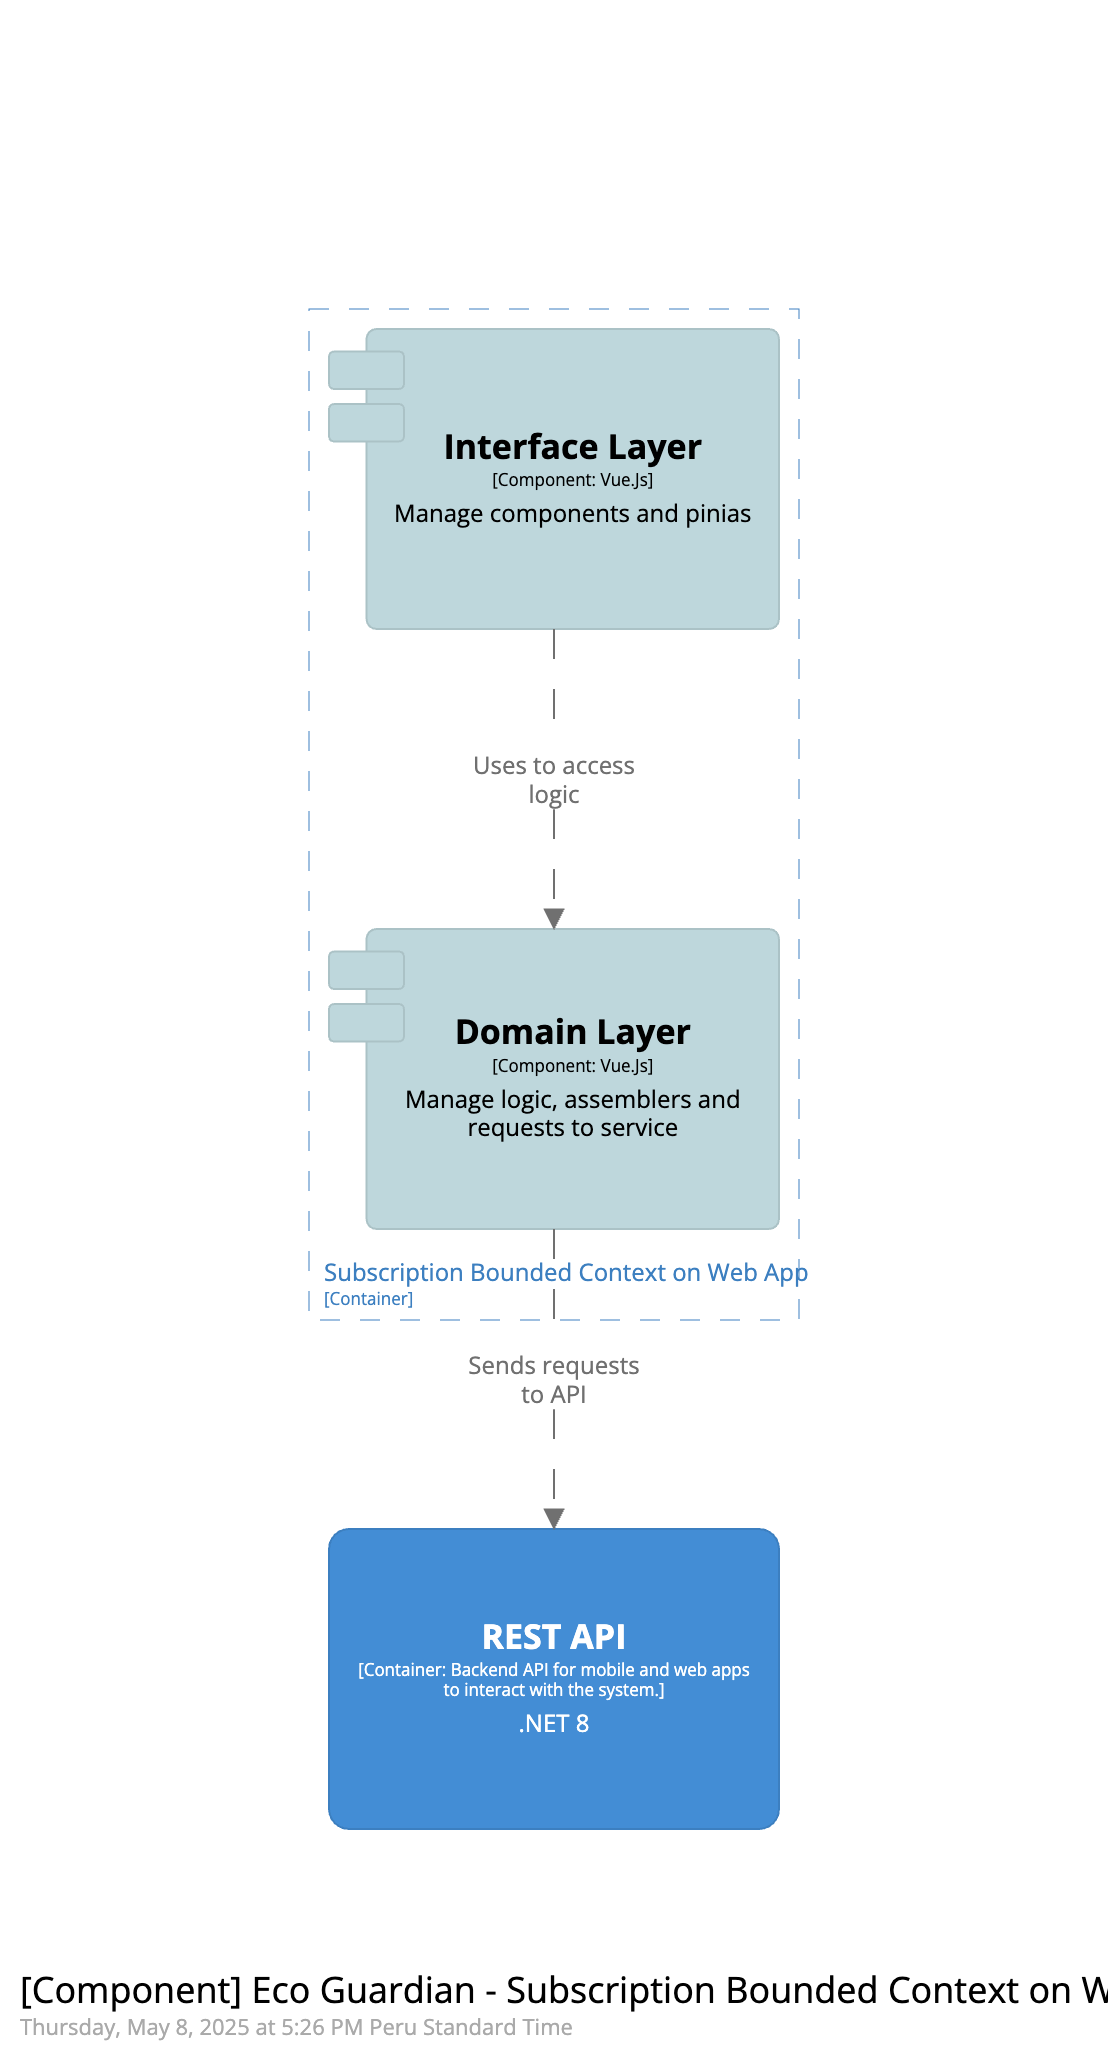 Interface Layer
[Component: Vue.Js]
Manage components and pinias
Uses to access
logic
Domain Layer
[Component: Vue.Js]
Manage logic, assemblers and
requests to service
Subscription Bounded Context on Web App
[Container]
Sends requests
to API
REST API
[Container: Backend API for mobile and web apps
to interact with the system.]
.NET 8
[Component] Eco Guardian - Subscription Bounded Context on W
Thursday, May 8, 2025 at 5:26 PM Peru Standard Time